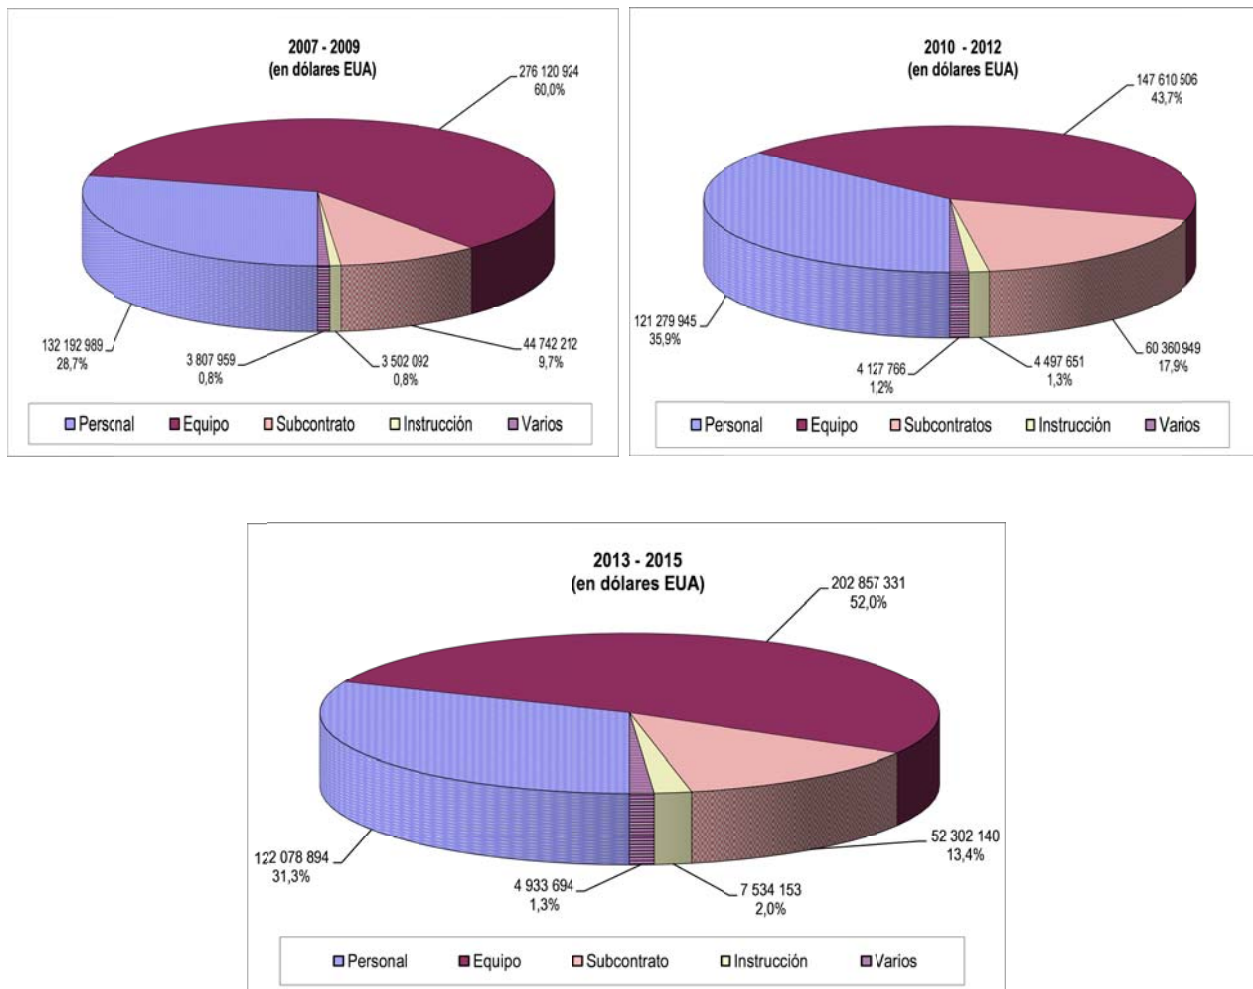 2007 - 2009
(en dólares EUA)
276 120 924
60,0%
132 192 989
28,7%
3 807 959
0,8%
3 502 092
0,8%
44 742 212
9,7%
Personal Equipo Subcontrato Instrucción Varios
2010 - 2012
(en dólares EUA)
147 610 606
43,7%
121 279 945
35,9%
4 127 766
1,2%
4 497 651
1,3%
60 360 949
17,9%
Personal Equipo Subcontratos Instrucción Varios
2013 - 2015
(en dólares EUA)
202 857 331
52,0%
122 078 894
31,3%
4 933 694
1,3%
7 534 153
2,0%
52 302 140
13,4%
Personal Equipo Subcontrato Instrucción Varios